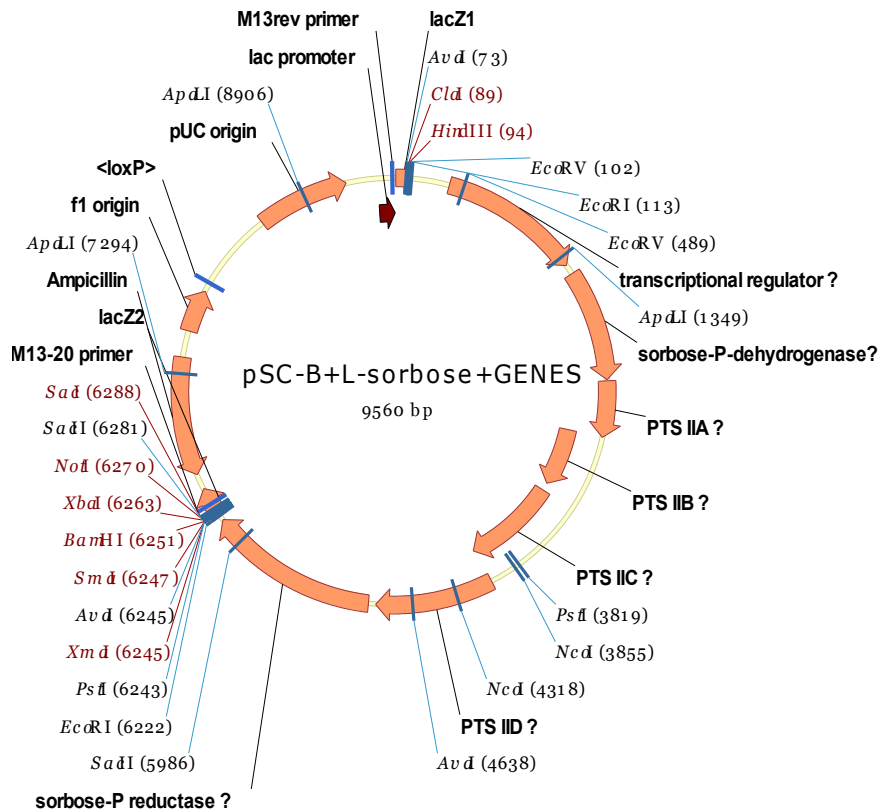 M13rev primer
lacZ1
lac promoter
AvaI (73)
ApaLI (8906)
ClaI (89)
pUC origin
HindIII (94)
<loxP>
EcoRV (102)
f1 origin
EcoRI (113)
ApaLI (7294)
EcoRV (489)
Ampicillin
transcriptional regulator ?
lacZ2
ApaLI (1349)
M13-20 primer
sorbose-P-dehydrogenase?
pSC-B+L-sorbose+GENES
9560 bp
SacI (6288)
SacII (6281)
PTS IIA ?
NotI (6270)
XbaI (6263)
PTS IIB ?
BamHI (6251)
SmaI (6247)
PTS IIC ?
AvaI (6245)
PstI (3819)
XmaI (6245)
NcoI (3855)
PstI (6243)
NcoI (4318)
EcoRI (6222)
PTS IID ?
SacII (5986)
AvaI (4638)
sorbose-P reductase ?